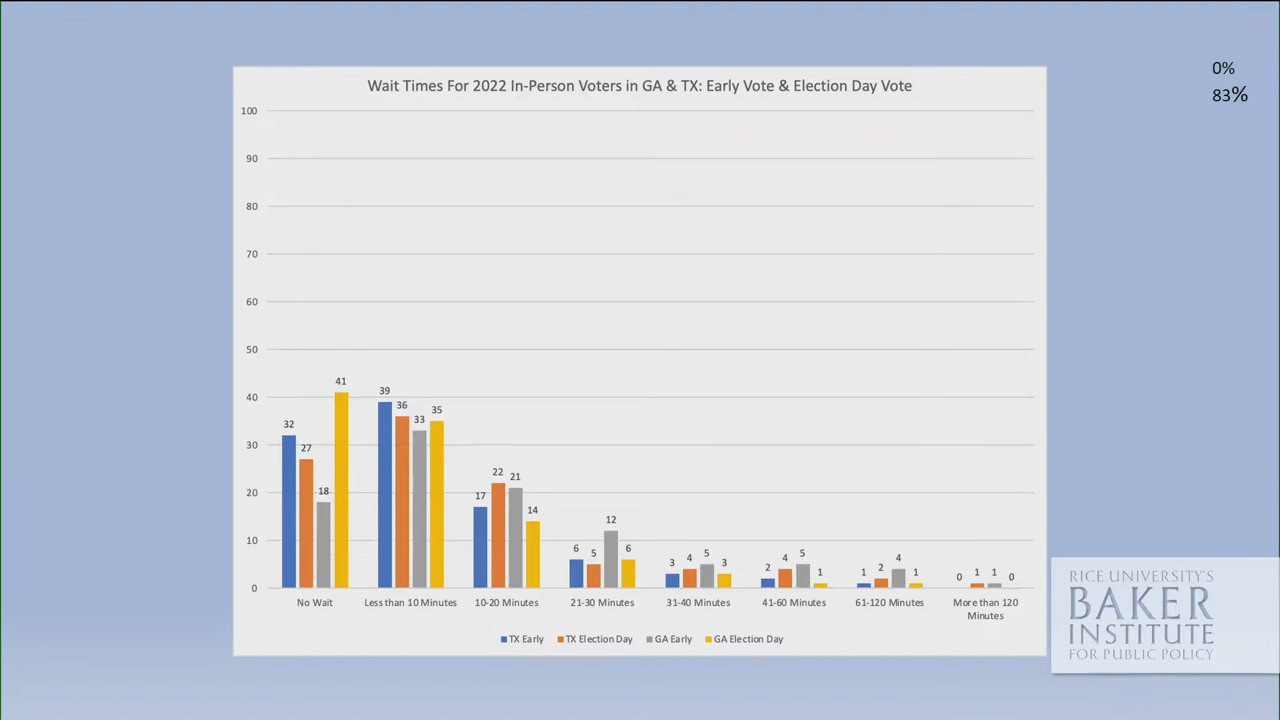 Wait Times For 2022 In-Person Voters in GA & TX: Early Vote & Election Day Vote
0%
83%
100
90
80
70
60
50
40
30
20
10
0
32 27 18 41
39 36 33 35
17 22 21 14
6 5 12 6
3 4 5 3
2 4 5 1
1 2 4 1
0 1 1 0
No Wait
Less than 10 Minutes
10-20 Minutes
21-30 Minutes
31-40 Minutes
41-60 Minutes
61-120 Minutes
More than 120
Minutes
TX Early TX Election Day GA Early GA Election Day
RICE UNIVERSITY'S
BAKER
INSTITUTE
FOR PUBLIC POLICY